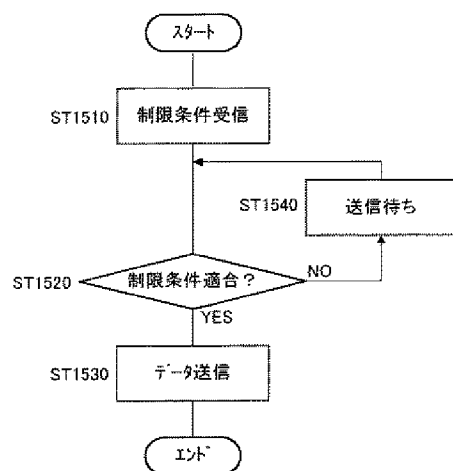 スタート
ST1510
制限条件受信
ST1540
送信待ち
ST1520
制限条件適合？
NO
YES
ST1530
データ送信
エンド